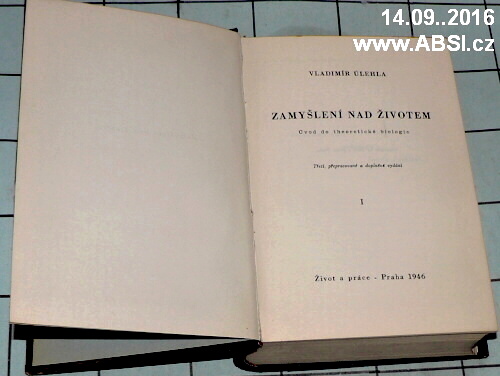 14.09..2016
www.ABSI.cz
VLADIMÍR ÚLEHLA
ZAMYŠLENÍ NAD ŽIVOTEM
Úvod do theoretické biologie
Třetí, přepracované a doplněné vydání
I
Život a práce - Praha 1946